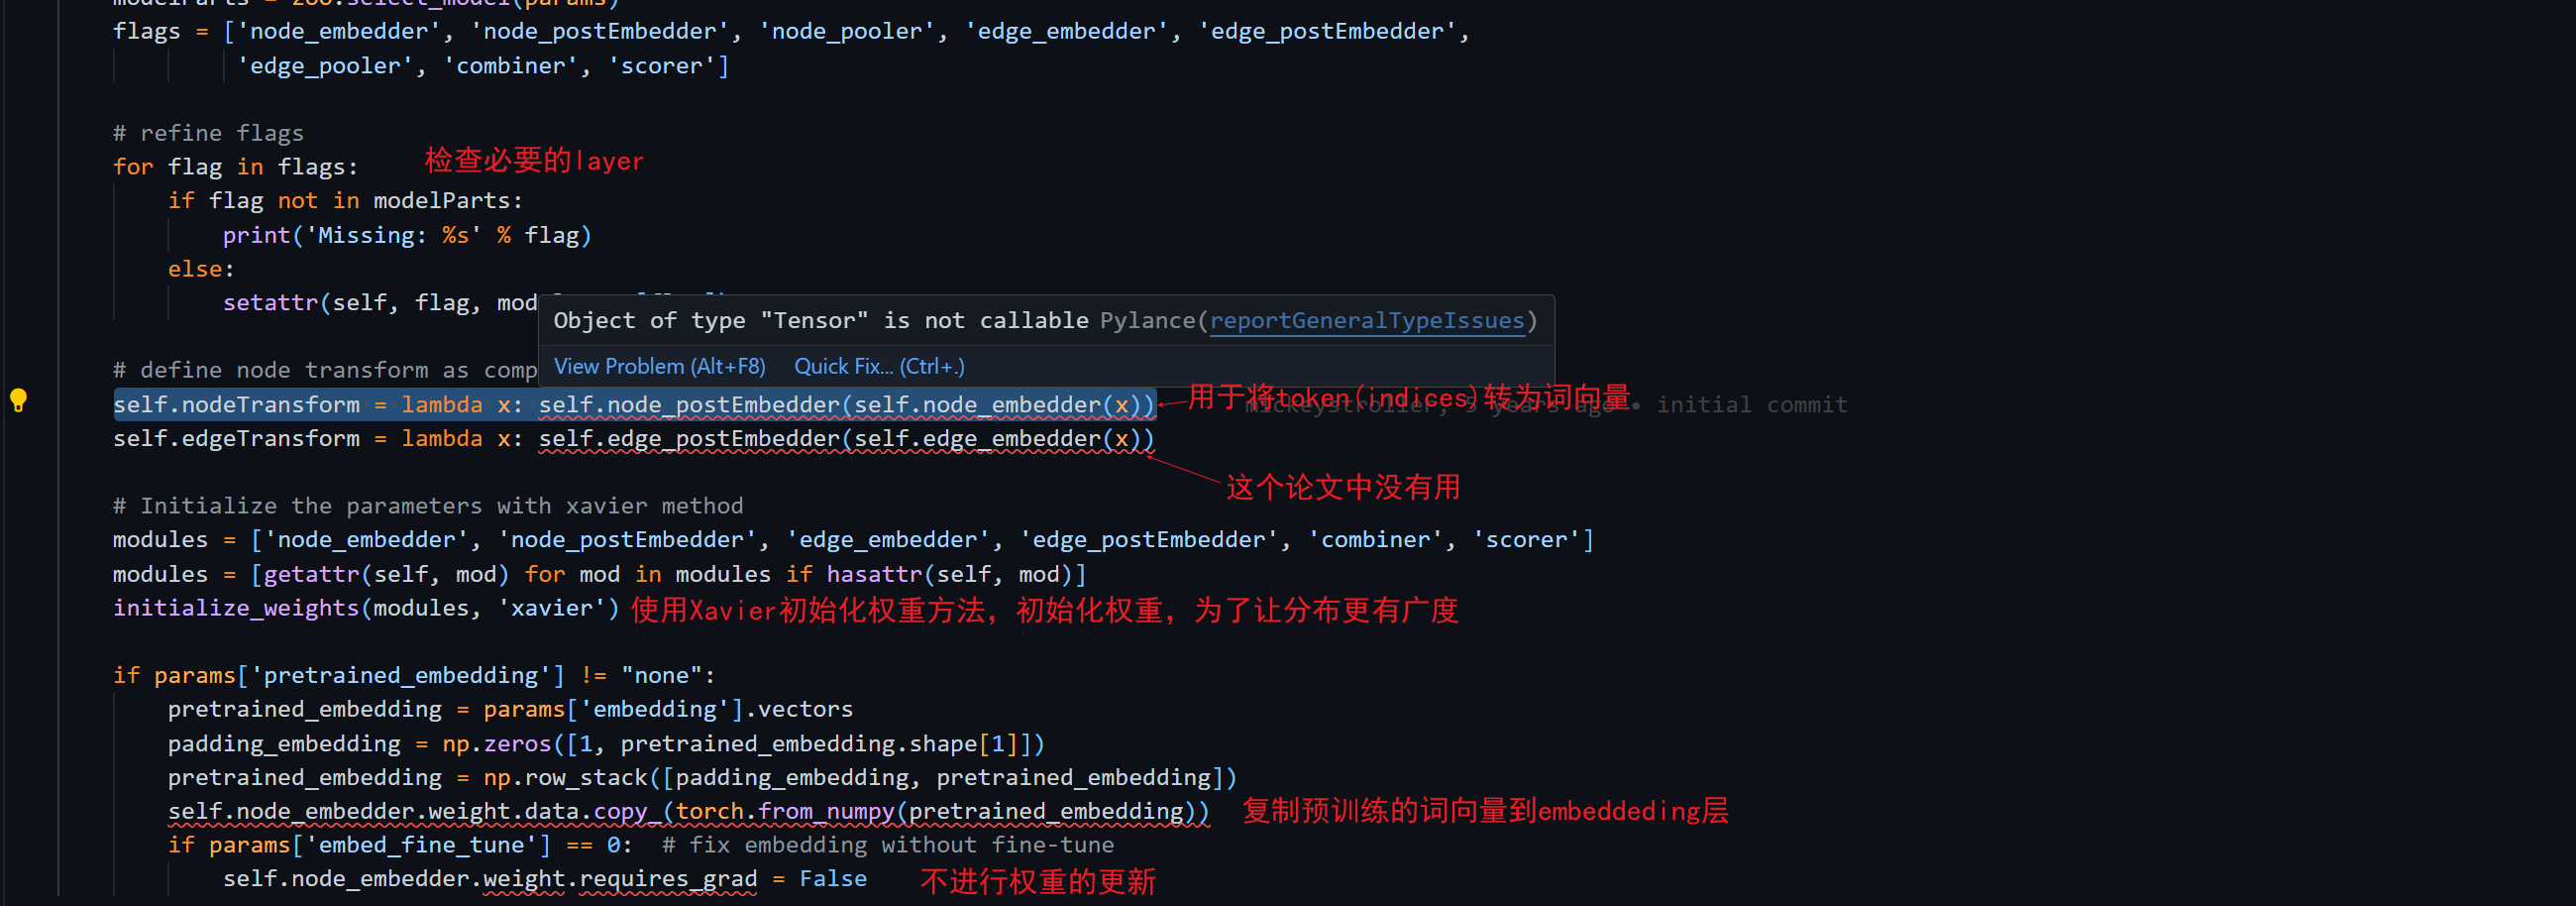 modelParts = zoo.select_model(params)
flags = ['node_embedder', 'node_postEmbedder', 'node_pooler', 'edge_embedder', 'edge_postEmbedder',
'edge_pooler', 'combiner', 'scorer']
# refine flags
for flag in flags:
检查必要的layer
if flag not in modelParts:
print('Missing: %s' % flag)
else:
setattr(self, flag, mod
Object of type "Tensor" is not callable Pylance(reportGeneralTypeIssues)
View Problem (Alt+F8) Quick Fix... (Ctrl+.)
# define node transform as comp
self.nodeTransform = lambda x: self.node_postEmbedder(self.node_embedder(x))
用于将token(indices)转为词向量
mickeystroller, 5 years ago • initial commit
self.edgeTransform = lambda x: self.edge_postEmbedder(self.edge_embedder(x))
这个论文中没有用
# Initialize the parameters with xavier method
modules = ['node_embedder', 'node_postEmbedder', 'edge_embedder', 'edge_postEmbedder', 'combiner', 'scorer']
modules = [getattr(self, mod) for mod in modules if hasattr(self, mod)]
initialize_weights(modules, 'xavier')
使用Xavier初始化权重方法，初始化权重，为了让分布更有广度
if params['pretrained_embedding'] != "none":
pretrained_embedding = params['embedding'].vectors
padding_embedding = np.zeros([1, pretrained_embedding.shape[1]])
pretrained_embedding = np.row_stack([padding_embedding, pretrained_embedding])
self.node_embedder.weight.data.copy_(torch.from_numpy(pretrained_embedding))
复制预训练的词向量到embeddeding层
if params['embed_fine_tune'] == 0:  # fix embedding without fine-tune
self.node_embedder.weight.requires_grad = False
不进行权重的更新